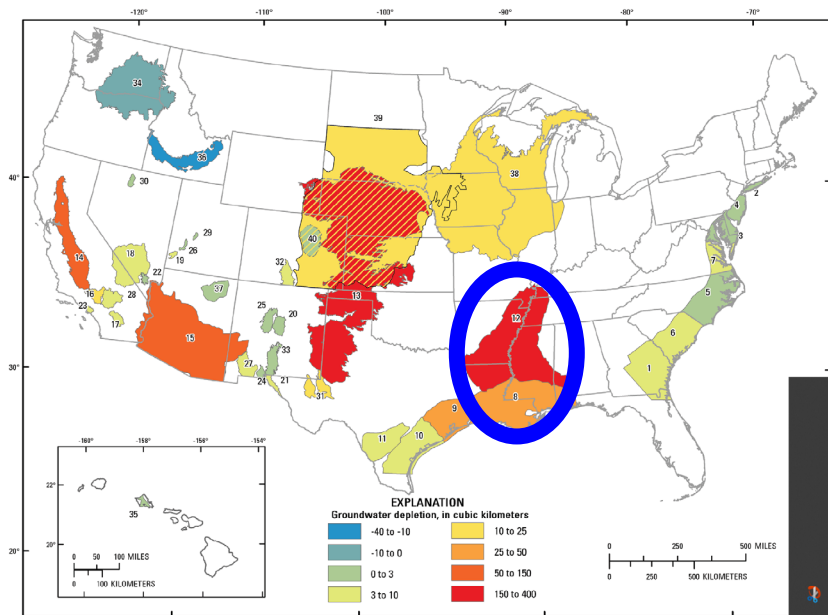 -120° -110° -100° -90° -80° -70°
34
39
36
38
40°
30
2
4
29
3
40
26
18
19
32
7
14
22
37
13
16
28
5
23
25
20
12
17
15
6
33
27
1
30°
24
21
31
8
9
11
10
-160° -158° -156° -154°
22°
35
20°
0 50 100 MILES
0 100 KILOMETERS
EXPLANATION
Groundwater depletion, in cubic kilometers
-40 to -10
10 to 25
-10 to 0
25 to 50
0 to 3
50 to 150
3 to 10
150 to 400
0 250 500 MILES
0 250 500 KILOMETERS
20°